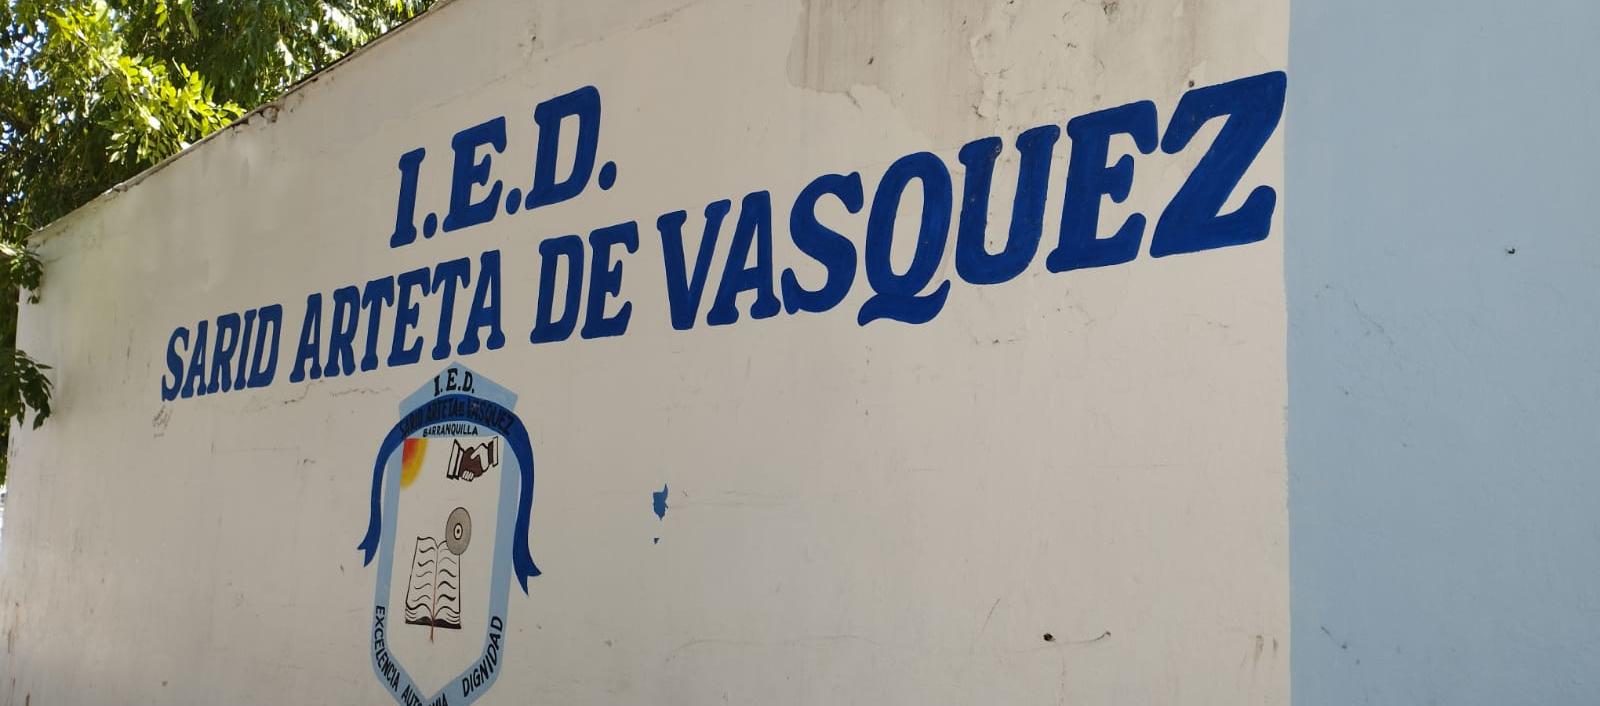 I.E.D.
SARID ARTETA DE VASQUEZ
I.E.D.
SARID ARTETA DE VASQUEZ
BARRANQUILLA
EXCELENCIA DIGNIDAD